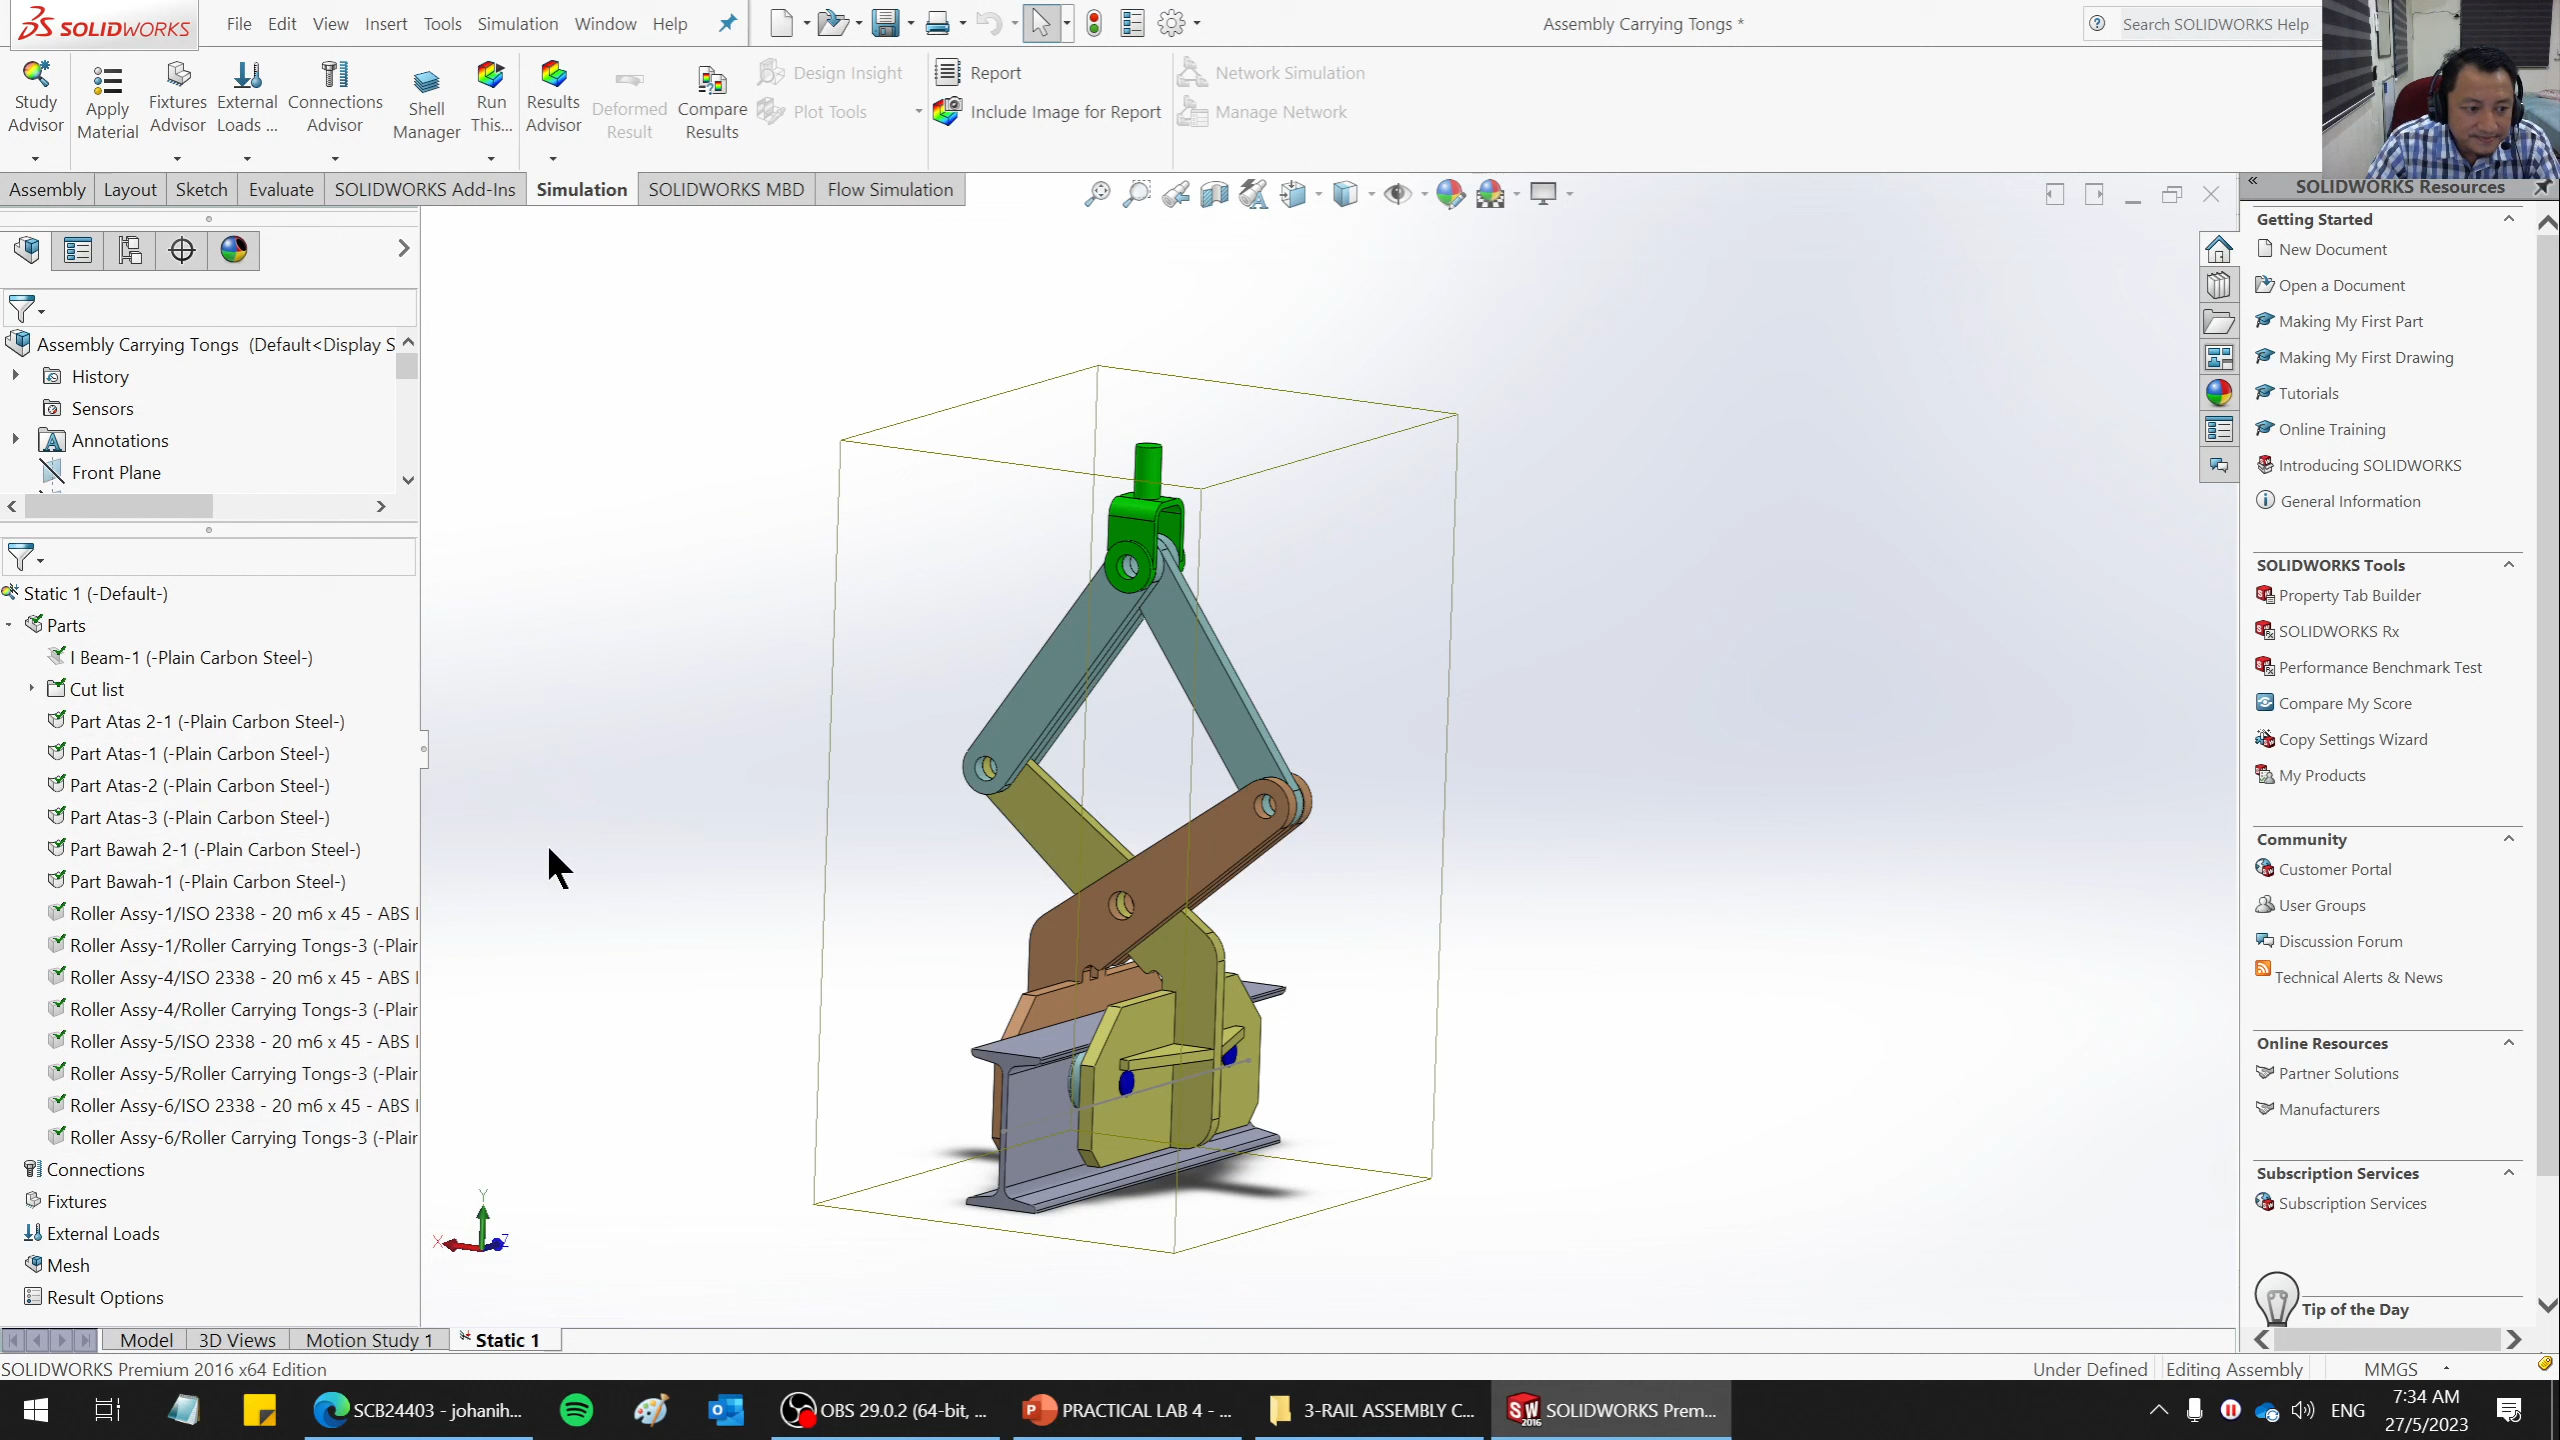 SOLIDWORKS
File Edit View Insert Tools Simulation Window Help
Assembly Carrying Tongs *
Search SOLIDWORKS Help
Study Advisor
Apply Material
Fixtures Advisor
External Loads ...
Connections Advisor
Shell Manager
Run This...
Results Advisor
Deformed Result
Compare Results
Design Insight
Plot Tools
Report
Include Image for Report
Network Simulation
Manage Network
Assembly Layout Sketch Evaluate SOLIDWORKS Add-Ins Simulation SOLIDWORKS MBD Flow Simulation
Assembly Carrying Tongs (Default<Display S
History
Sensors
Annotations
Front Plane
Static 1 (-Default-)
Parts
I Beam-1 (-Plain Carbon Steel-)
Cut list
Part Atas 2-1 (-Plain Carbon Steel-)
Part Atas-1 (-Plain Carbon Steel-)
Part Atas-2 (-Plain Carbon Steel-)
Part Atas-3 (-Plain Carbon Steel-)
Part Bawah 2-1 (-Plain Carbon Steel-)
Part Bawah-1 (-Plain Carbon Steel-)
Roller Assy-1/ISO 2338 - 20 m6 x 45 - ABS
Roller Assy-1/Roller Carrying Tongs-3 (-Plain
Roller Assy-4/ISO 2338 - 20 m6 x 45 - ABS
Roller Assy-4/Roller Carrying Tongs-3 (-Plain
Roller Assy-5/ISO 2338 - 20 m6 x 45 - ABS
Roller Assy-5/Roller Carrying Tongs-3 (-Plain
Roller Assy-6/ISO 2338 - 20 m6 x 45 - ABS
Roller Assy-6/Roller Carrying Tongs-3 (-Plain
Connections
Fixtures
External Loads
Mesh
Result Options
Y
X
Z
SOLIDWORKS Resources
Getting Started
New Document
Open a Document
Making My First Part
Making My First Drawing
Tutorials
Online Training
Introducing SOLIDWORKS
General Information
SOLIDWORKS Tools
Property Tab Builder
SOLIDWORKS Rx
Performance Benchmark Test
Compare My Score
Copy Settings Wizard
My Products
Community
Customer Portal
User Groups
Discussion Forum
Technical Alerts & News
Online Resources
Partner Solutions
Manufacturers
Subscription Services
Subscription Services
Tip of the Day
Model 3D Views Motion Study 1 Static 1
SOLIDWORKS Premium 2016 x64 Edition
Under Defined Editing Assembly MMGS
SCB24403 - johanih...
OBS 29.0.2 (64-bit, ...
PRACTICAL LAB 4 - ...
3-RAIL ASSEMBLY C...
SOLIDWORKS Prem...
ENG
7:34 AM
27/5/2023